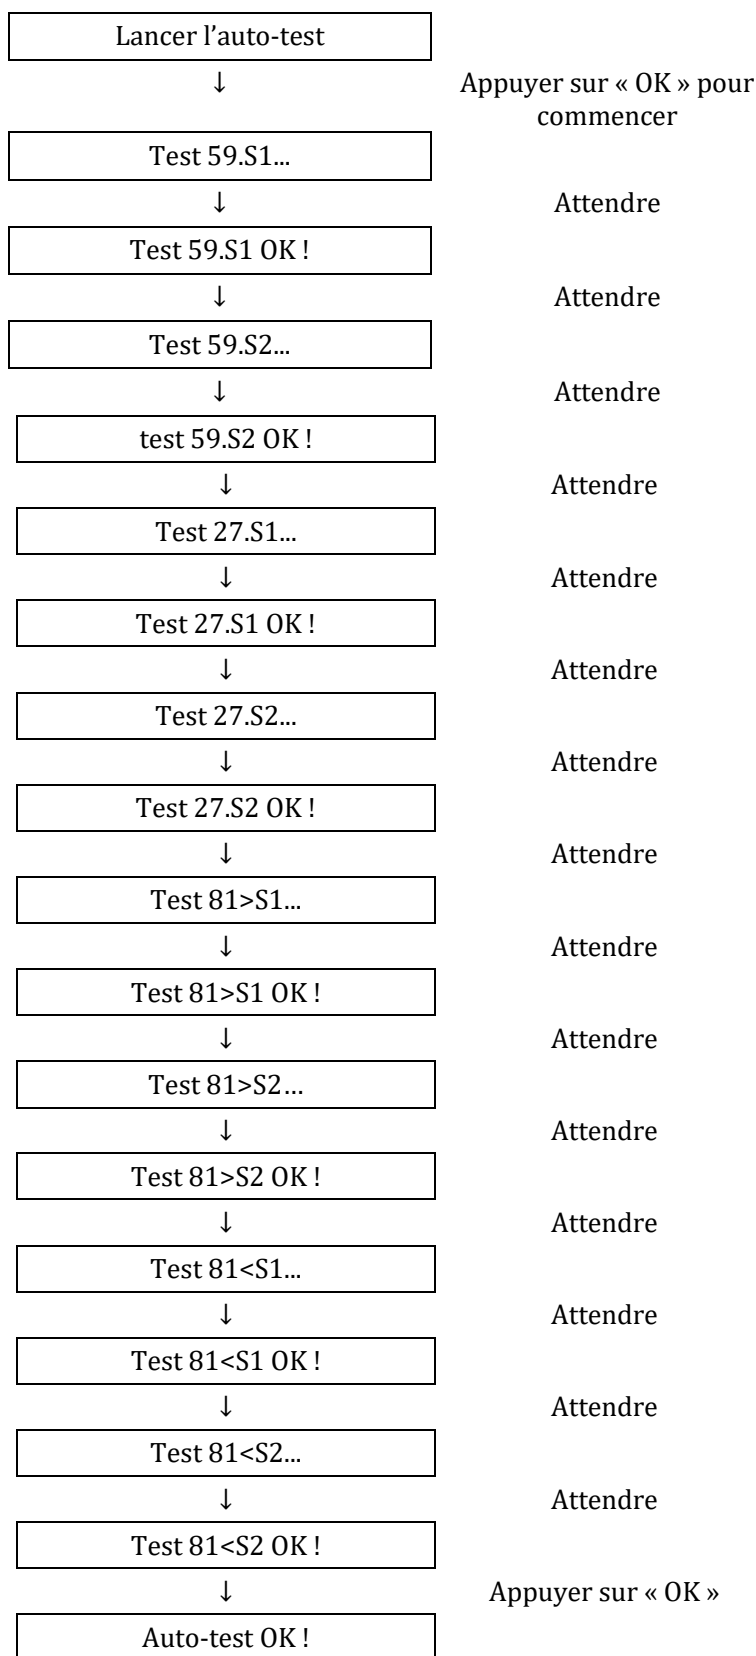 Lancer l’auto-test
↓ Appuyer sur « OK » pour
commencer
Test 59.S1...
↓ Attendre
Test 59.S1 OK !
↓ Attendre
Test 59.S2...
↓ Attendre
test 59.S2 OK !
↓ Attendre
Test 27.S1...
↓ Attendre
Test 27.S1 OK !
↓ Attendre
Test 27.S2...
↓ Attendre
Test 27.S2 OK !
↓ Attendre
Test 81>S1...
↓ Attendre
Test 81>S1 OK !
↓ Attendre
Test 81>S2...
↓ Attendre
Test 81>S2 OK !
↓ Attendre
Test 81<S1...
↓ Attendre
Test 81<S1 OK !
↓ Attendre
Test 81<S2...
↓ Attendre
Test 81<S2 OK !
↓ Appuyer sur « OK »
Auto-test OK !